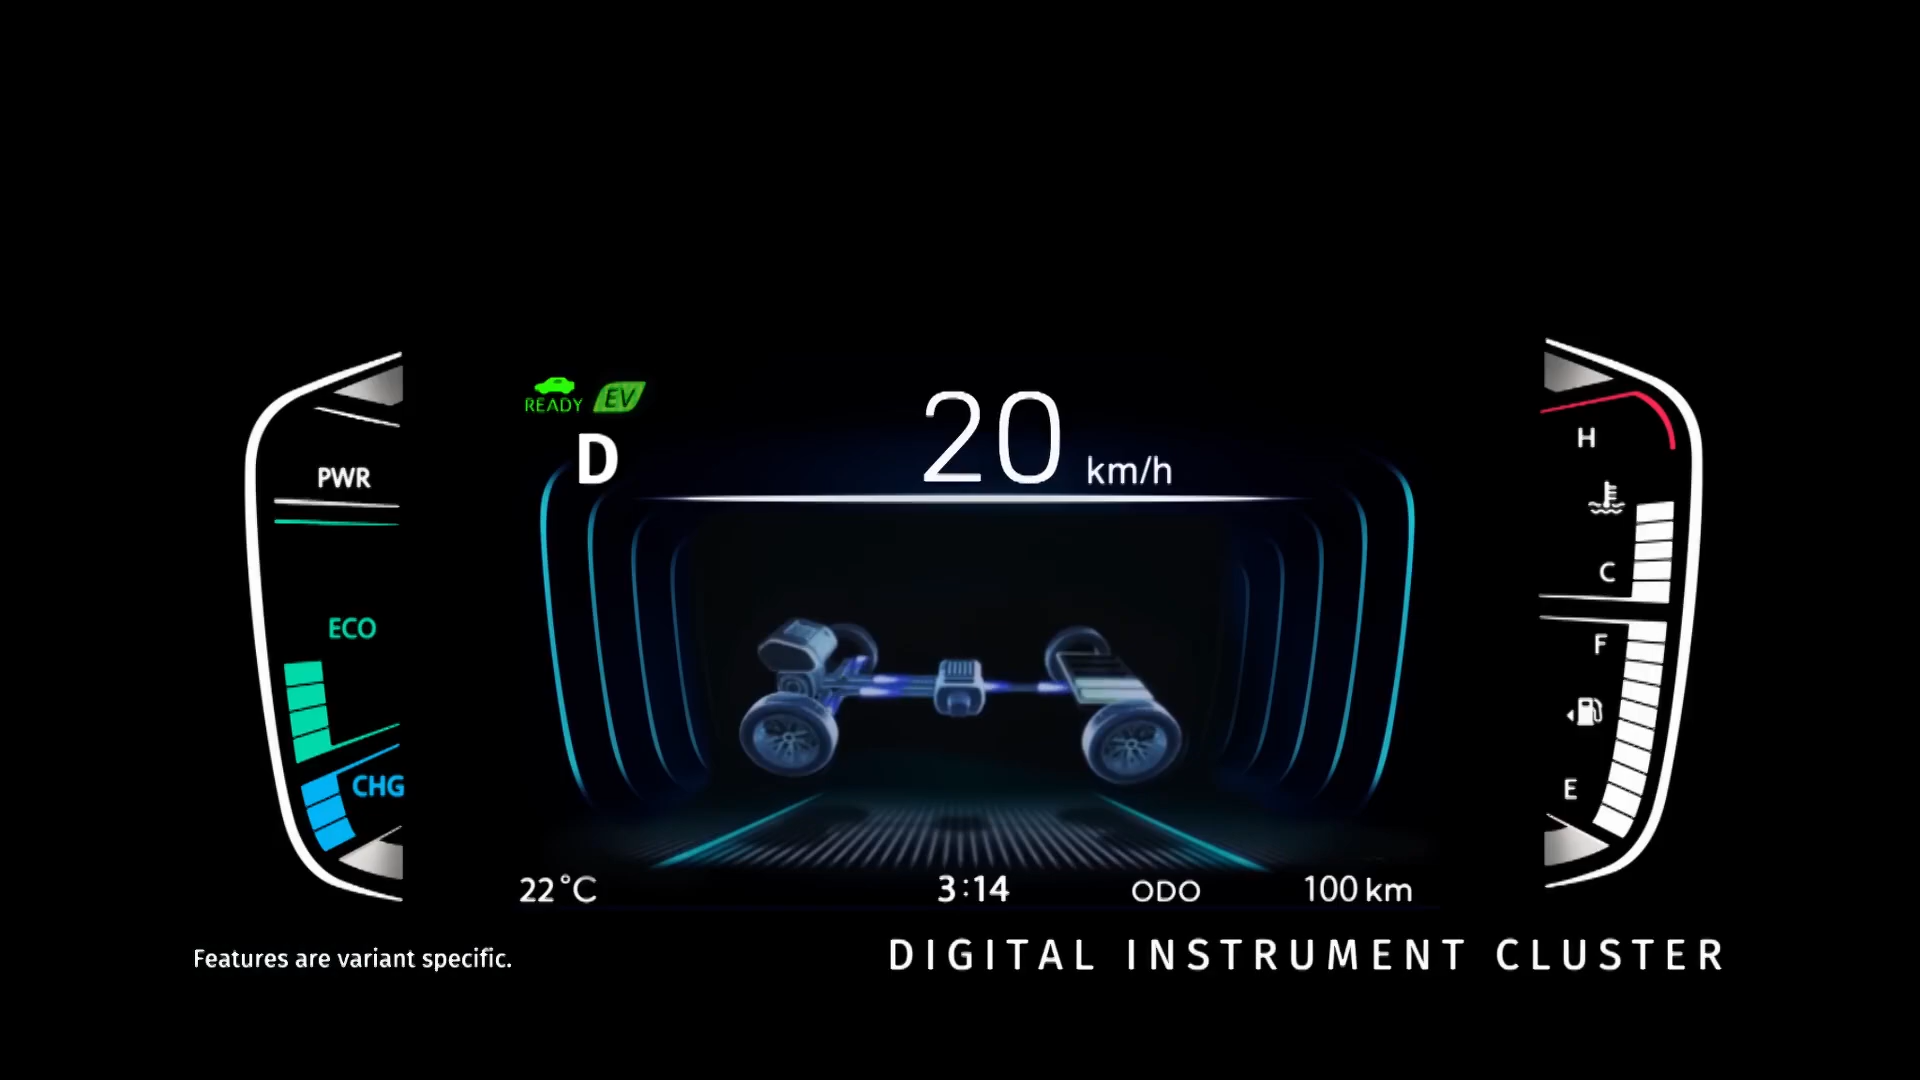 READY EV
D
20 km/h
PWR
ECO
CHG
H
C
F
E
22°C 3:14 ODO 100 km
Features are variant specific.
DIGITAL INSTRUMENT CLUSTER